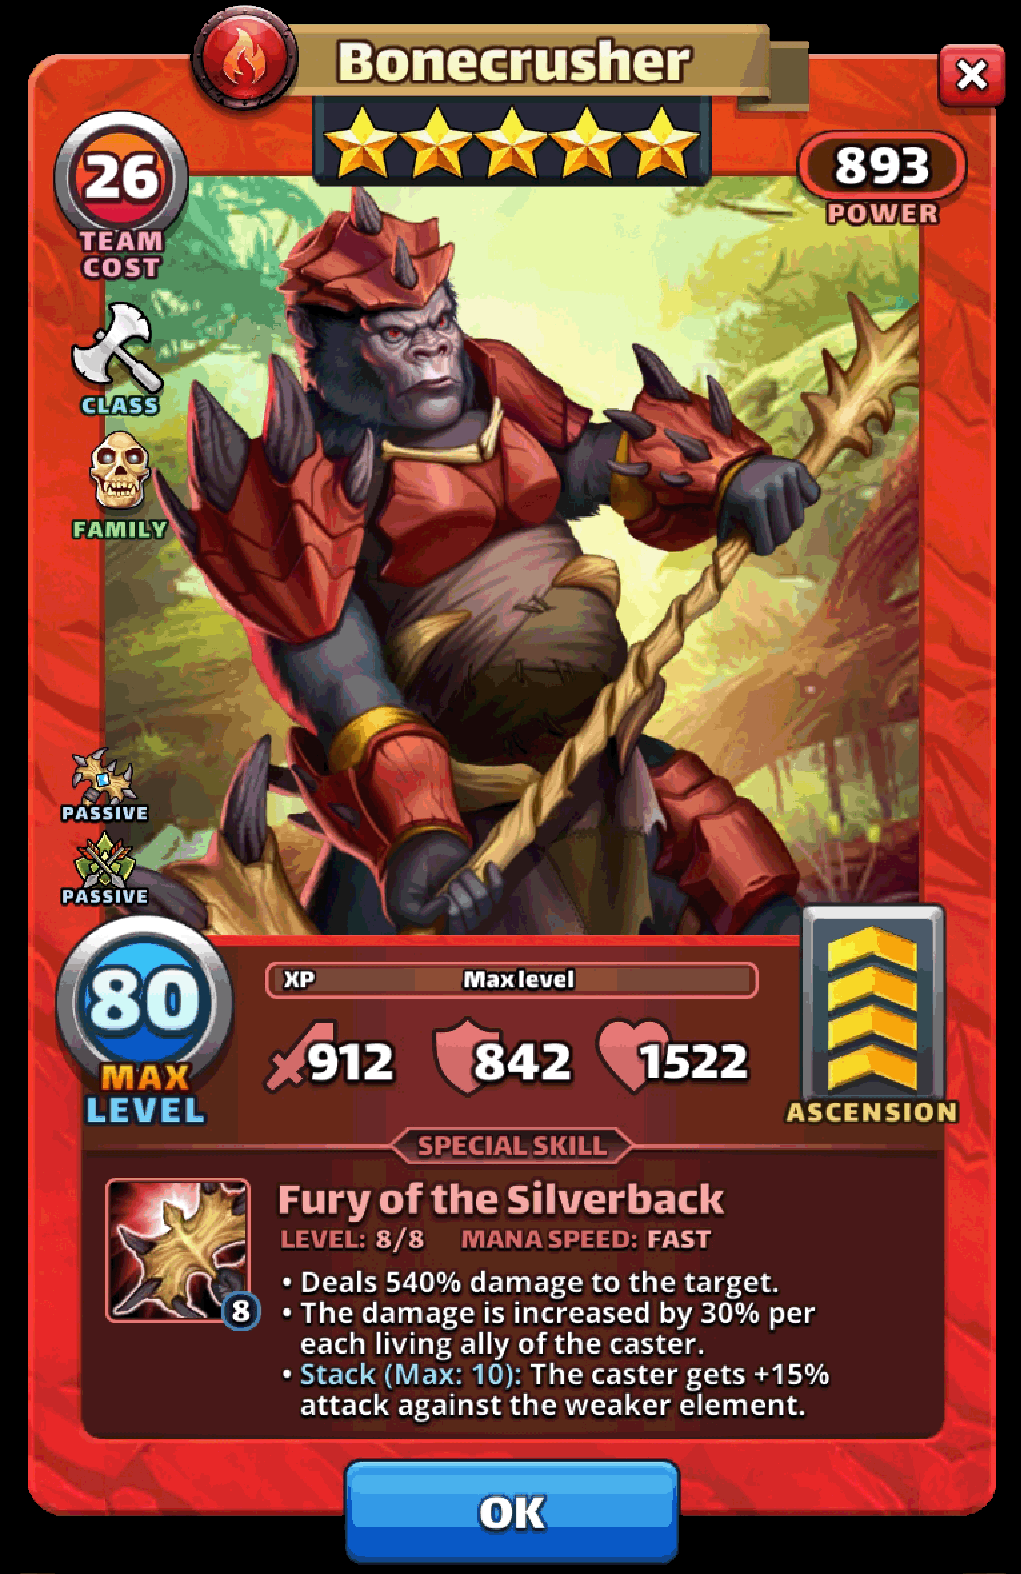 Bonecrusher
26
TEAM
COST
893
POWER
CLASS
FAMILY
PASSIVE
PASSIVE
80
MAX
LEVEL
XP Max level
912 842 1522
ASCENSION
SPECIAL SKILL
Fury of the Silverback
LEVEL: 8/8 MANA SPEED: FAST
8
• Deals 540% damage to the target.
• The damage is increased by 30% per
each living ally of the caster.
• Stack (Max: 10): The caster gets +15%
attack against the weaker element.
OK